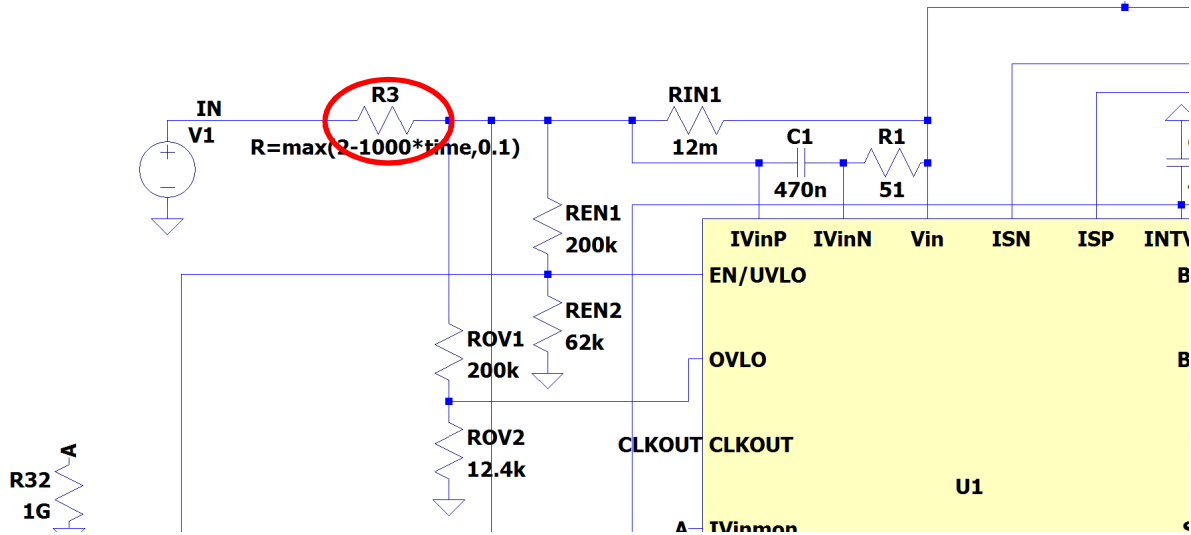 IN
V1
R3
R=max(2-1000*time,0.1)
RIN1
12m
C1
470n
R1
51
REN1
200k
IVinP
IVinN
Vin
ISN
ISP
EN/UVLO
REN2
62k
ROV1
200k
OVLO
ROV2
12.4k
CLKOUT
CLKOUT
A
R32
1G
U1
A
IVinmon